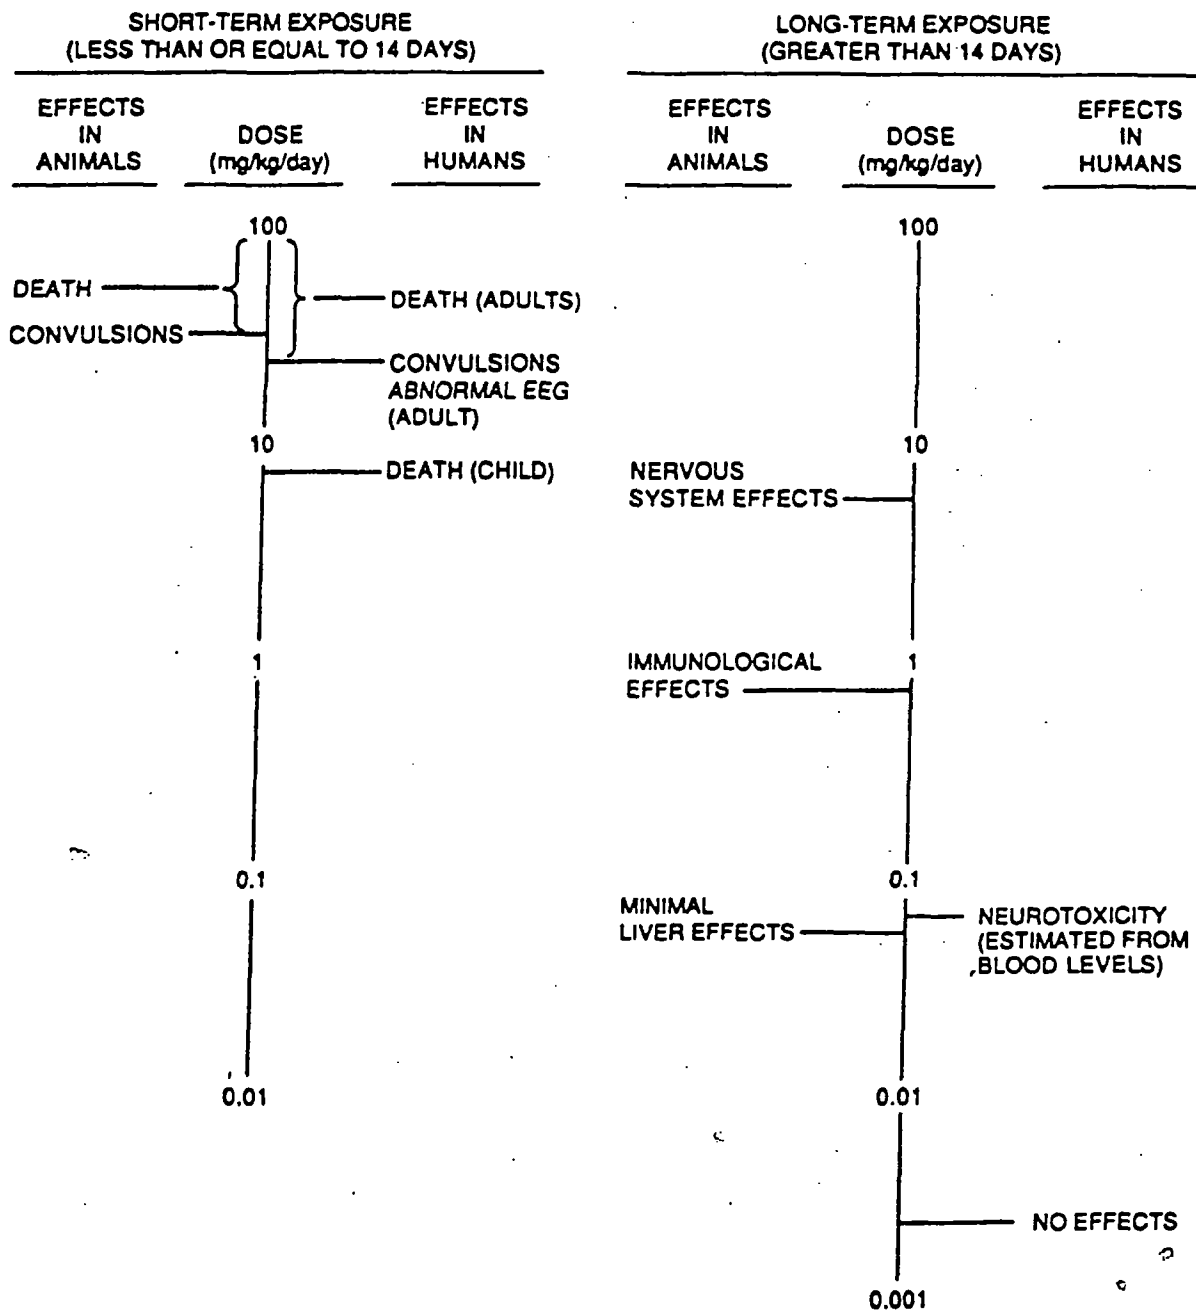 SHORT-TERM EXPOSURE
(LESS THAN OR EQUAL TO 14 DAYS)
EFFECTS
IN
ANIMALS
DOSE
(mg/kg/day)
EFFECTS
IN
HUMANS
100
DEATH
DEATH (ADULTS)
CONVULSIONS
CONVULSIONS
ABNORMAL EEG
(ADULT)
10
DEATH (CHILD)
1
0.1
0.01
LONG-TERM EXPOSURE
(GREATER THAN 14 DAYS)
EFFECTS
IN
ANIMALS
DOSE
(mg/kg/day)
EFFECTS
IN
HUMANS
100
10
NERVOUS
SYSTEM EFFECTS
1
IMMUNOLOGICAL
EFFECTS
0.1
MINIMAL
LIVER EFFECTS
NEUROTOXICITY
(ESTIMATED FROM
BLOOD LEVELS)
0.01
NO EFFECTS
0.001